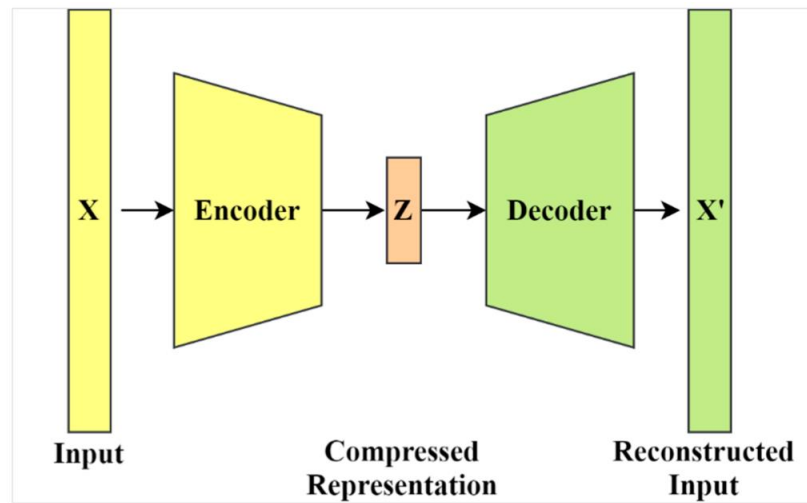 X
Encoder
Z
Decoder
X'
Input
Compressed
Representation
Reconstructed
Input